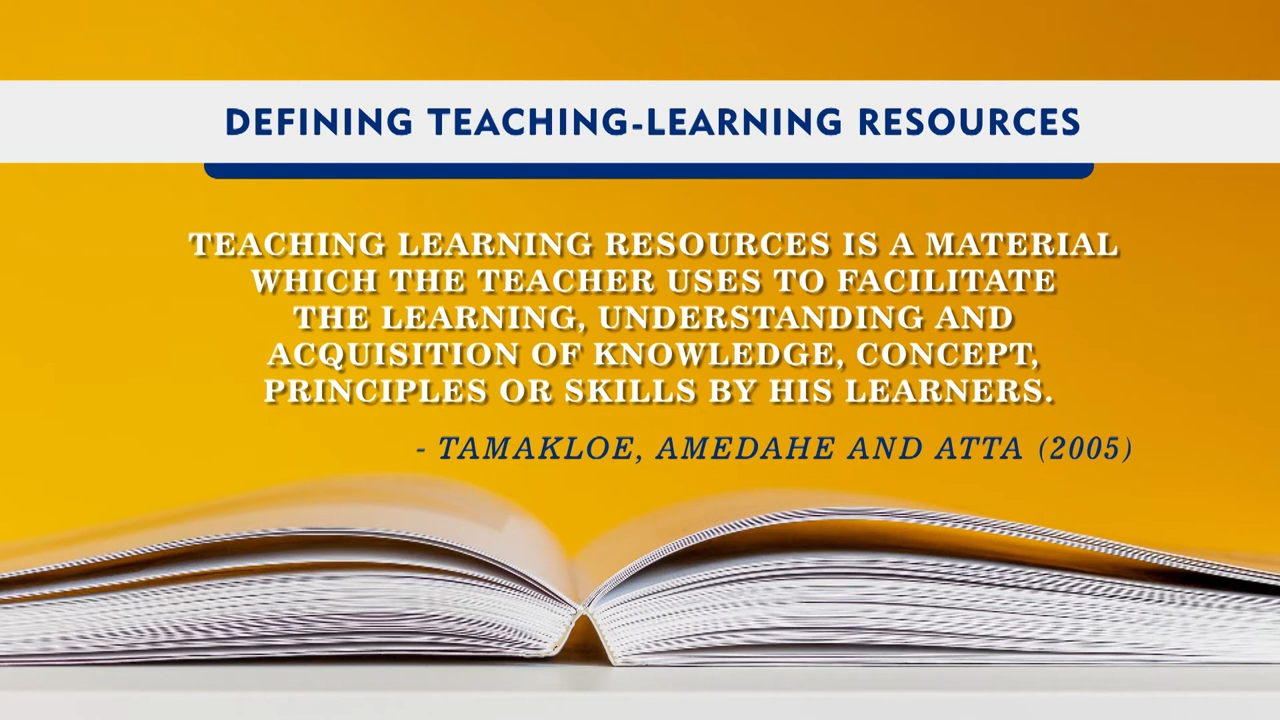 DEFINING TEACHING-LEARNING RESOURCES
TEACHING LEARNING RESOURCES IS A MATERIAL
WHICH THE TEACHER USES TO FACILITATE
THE LEARNING, UNDERSTANDING AND
ACQUISITION OF KNOWLEDGE, CONCEPT,
PRINCIPLES OR SKILLS BY HIS LEARNERS.
- TAMAKLOE, AMEDAHE AND ATTA (2005)